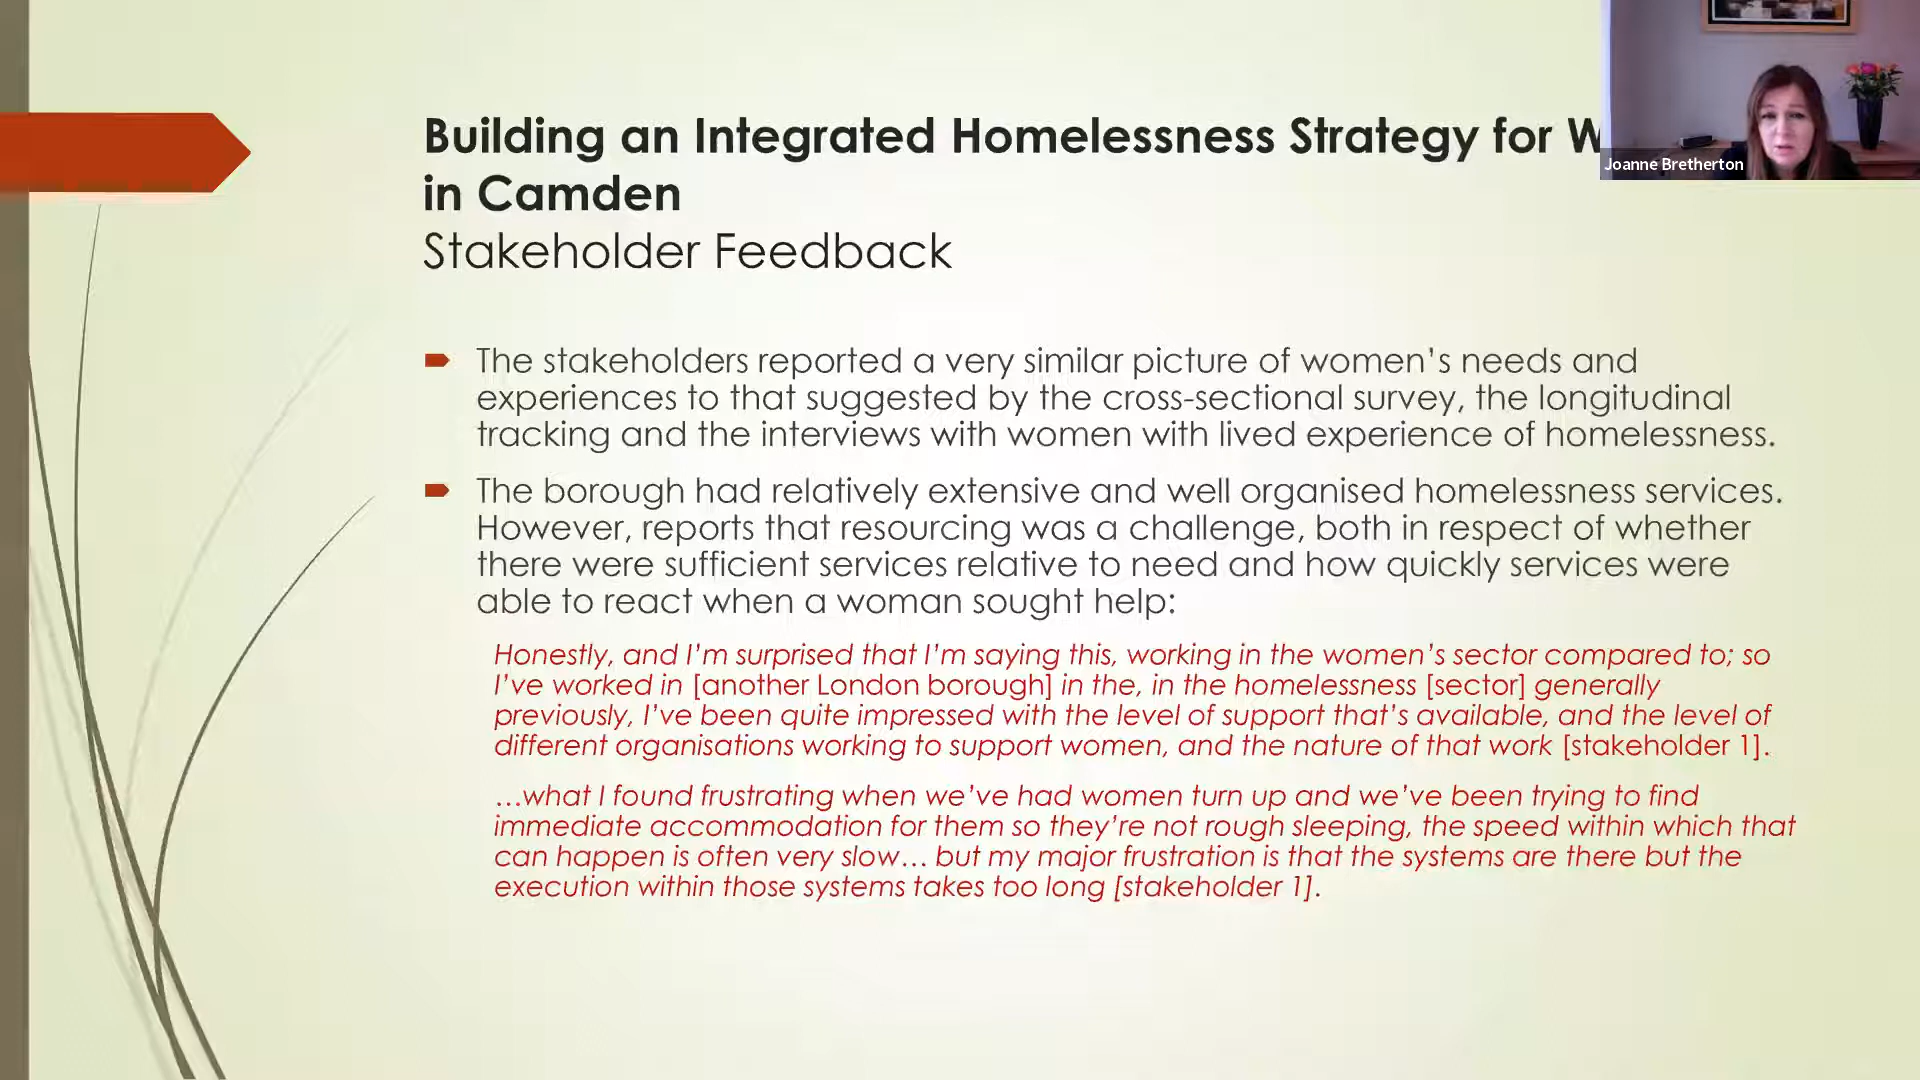 Building an Integrated Homelessness Strategy for
in Camden
Stakeholder Feedback
Joanne Bretherton
The stakeholders reported a very similar picture of women’s needs and
experiences to that suggested by the cross-sectional survey, the longitudinal
tracking and the interviews with women with lived experience of homelessness.
The borough had relatively extensive and well organised homelessness services.
However, reports that resourcing was a challenge, both in respect of whether
there were sufficient services relative to need and how quickly services were
able to react when a woman sought help:
Honestly, and I’m surprised that I’m saying this, working in the women’s sector compared to; so
I’ve worked in [another London borough] in the, in the homelessness [sector] generally
previously, I’ve been quite impressed with the level of support that’s available, and the level of
different organisations working to support women, and the nature of that work [stakeholder 1].
…what I found frustrating when we’ve had women turn up and we’ve been trying to find
immediate accommodation for them so they’re not rough sleeping, the speed within which that
can happen is often very slow… but my major frustration is that the systems are there but the
execution within those systems takes too long [stakeholder 1].